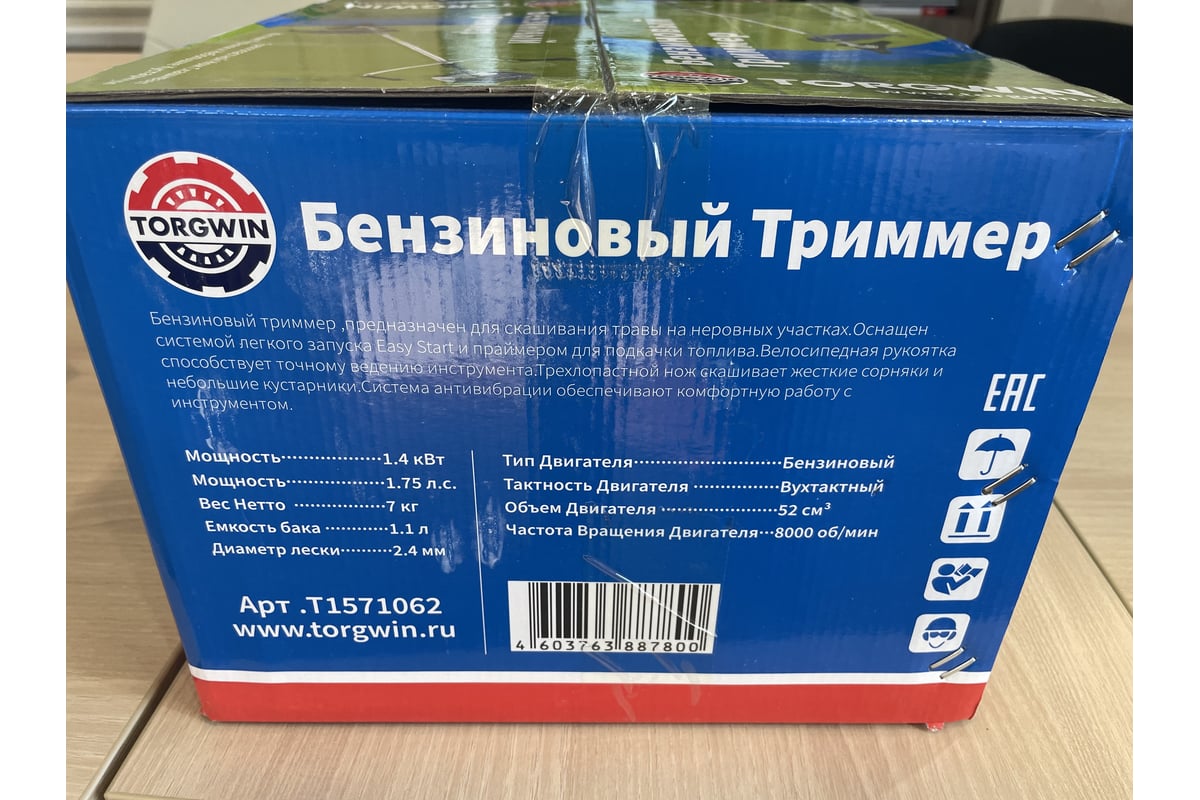 TORGWIN
TORGWIN
Бензиновый Триммер
Бензиновый триммер ,предназначен для скашивания травы на неровных участках.Оснащен
системой легкого запуска Easy Start и праймером для подкачки топлива.Велосипедная рукоятка
способствует точному ведению инструмента.Трехлопастной нож скашивает жесткие сорняки и
небольшие кустарники.Система антивибрации обеспечивают комфортную работу с
инструментом.
EAC
Мощность··················1.4 кВт
Мощность··················1.75 л.с.
Вес Нетто ················7 кг
Емкость бака ············1.1 л
Диаметр лески··········2.4 мм
Тип Двигателя····························Бензиновый
Тактность Двигателя ················Вухтактный
Объем Двигателя ······················52 см³
Частота Вращения Двигателя···8000 об/мин
Арт .T1571062
www.torgwin.ru
4 603763 887800